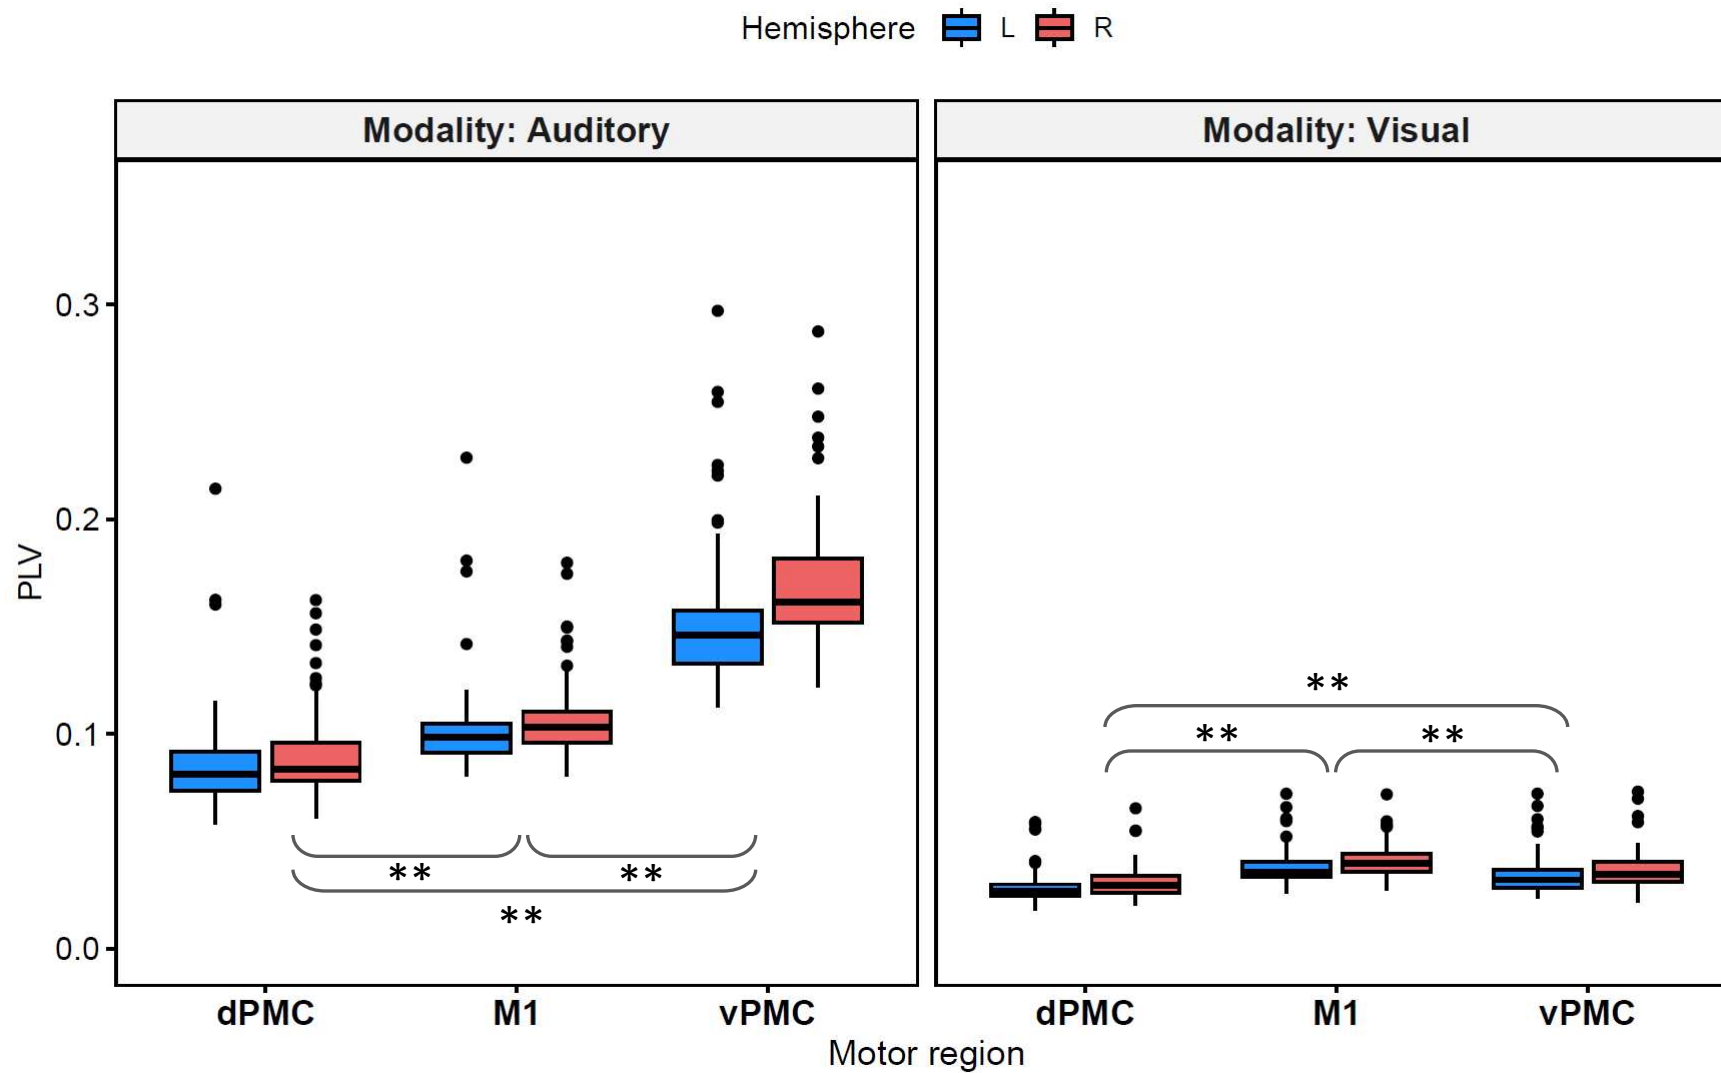 Hemisphere L R
Modality: Auditory
Modality: Visual
PLV
0.3
0.2
0.1
0.0
**
**
**
**
**
**
dPMC M1 vPMC
dPMC M1 vPMC
Motor region